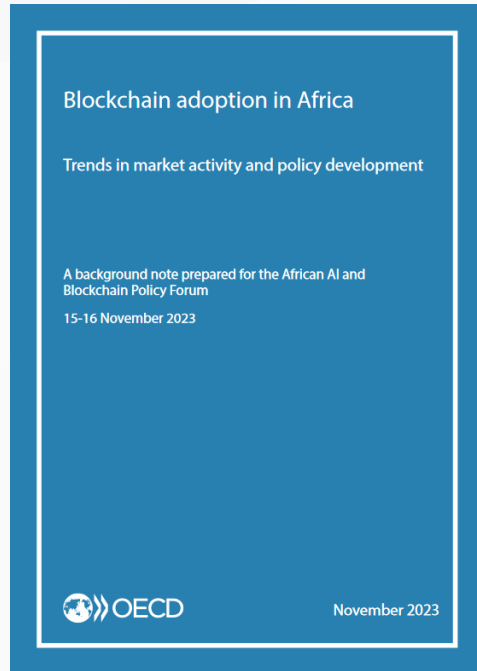 Blockchain adoption in Africa
Trends in market activity and policy development
A background note prepared for the African AI and
Blockchain Policy Forum
15-16 November 2023
OECD
November 2023